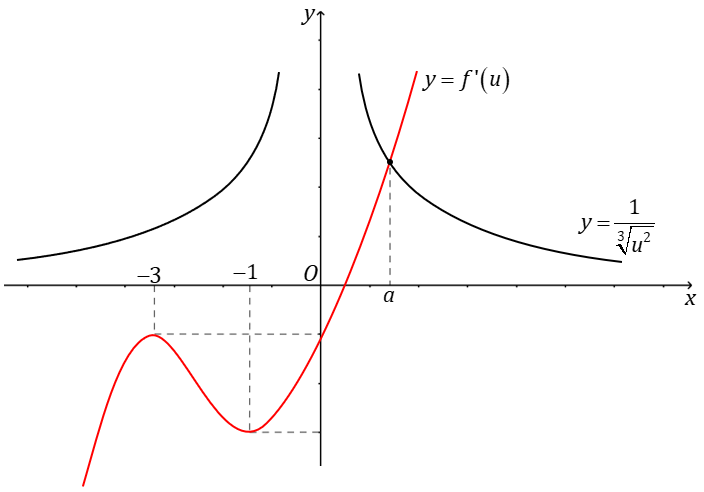 y
y = f'(u)
y = 1/∛u²
−3
−1
O
a
x